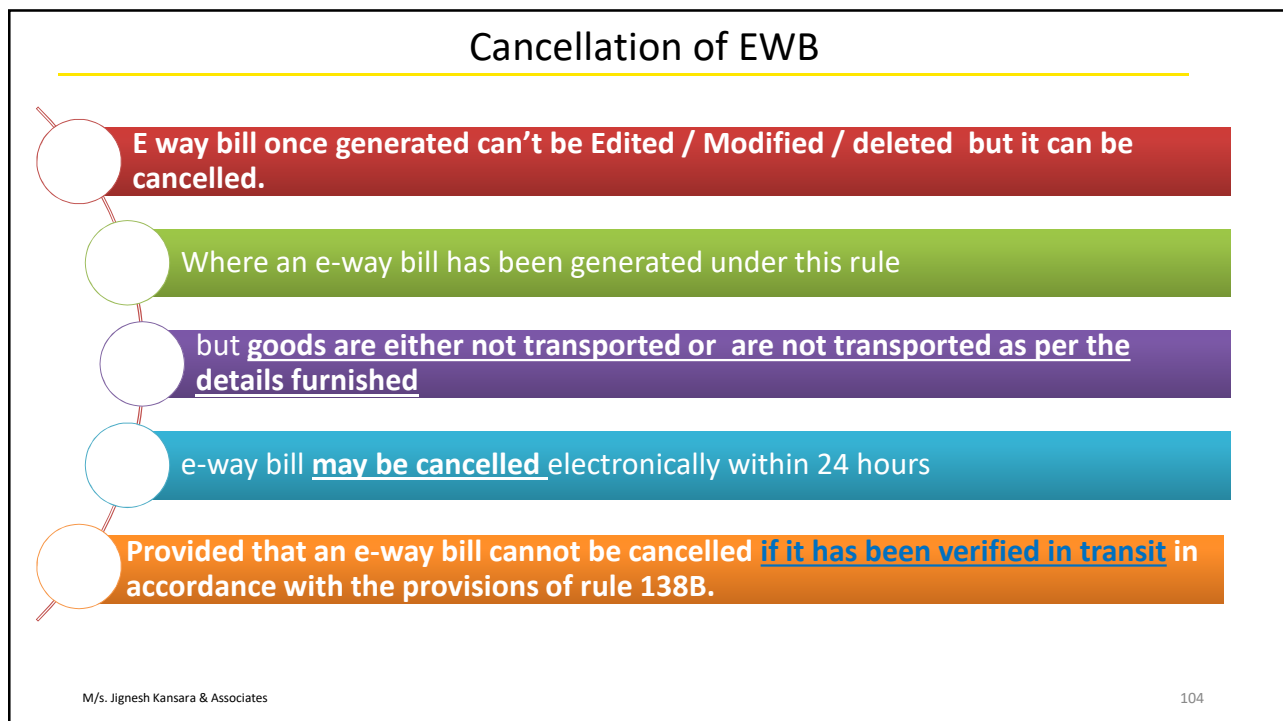 Cancellation of EWB
E way bill once generated can’t be Edited / Modified / deleted  but it can be
cancelled.
Where an e-way bill has been generated under this rule
but goods are either not transported or  are not transported as per the
details furnished
e-way bill may be cancelled electronically within 24 hours
Provided that an e-way bill cannot be cancelled if it has been verified in transit in
accordance with the provisions of rule 138B.
M/s. Jignesh Kansara & Associates
104